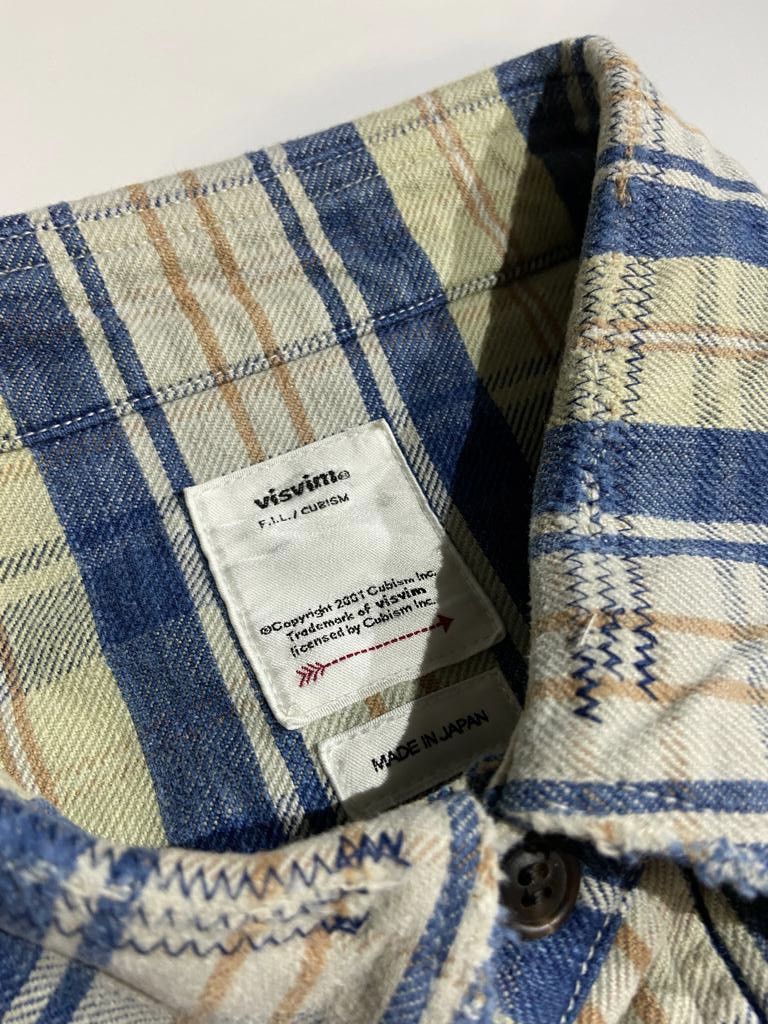 visvim®
F.I.L. / CUBISM
©Copyright 2001 Cubism Inc.
Trademark of visvim
licensed by Cubism Inc.
MADE IN JAPAN